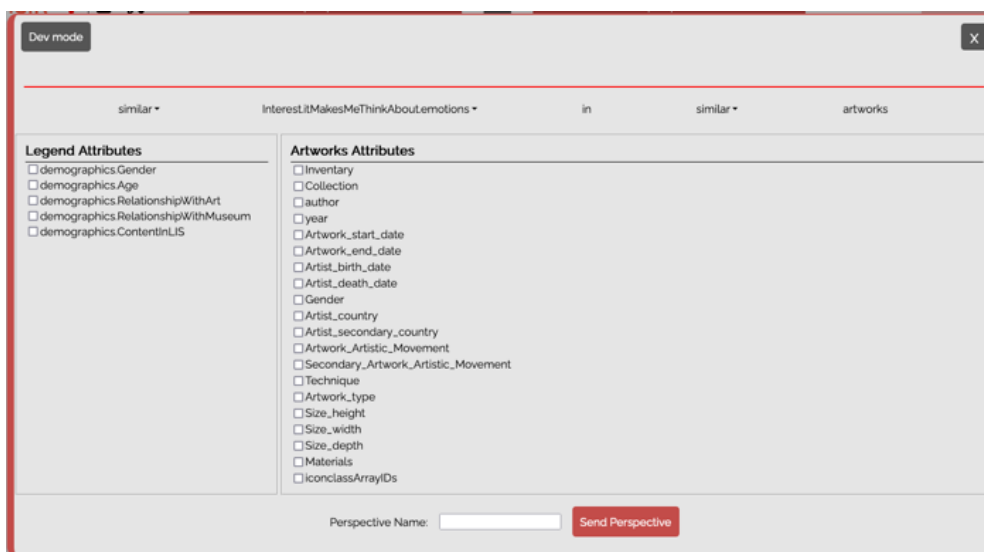 Dev mode
X
similar Interest.itMakesMeThinkAbout.emotions in similar artworks
Legend Attributes
demographics.Gender
demographics.Age
demographics.RelationshipWithArt
demographics.RelationshipWithMuseum
demographics.ContentInLIS
Artworks Attributes
Inventory
Collection
author
year
Artwork_start_date
Artwork_end_date
Artist_birth_date
Artist_death_date
Gender
Artist_country
Artist_secondary_country
Artwork_Artistic_Movement
Secondary_Artwork_Artistic_Movement
Technique
Artwork_type
Size_height
Size_width
Size_depth
Materials
iconclassArrayIDs
Perspective Name: Send Perspective